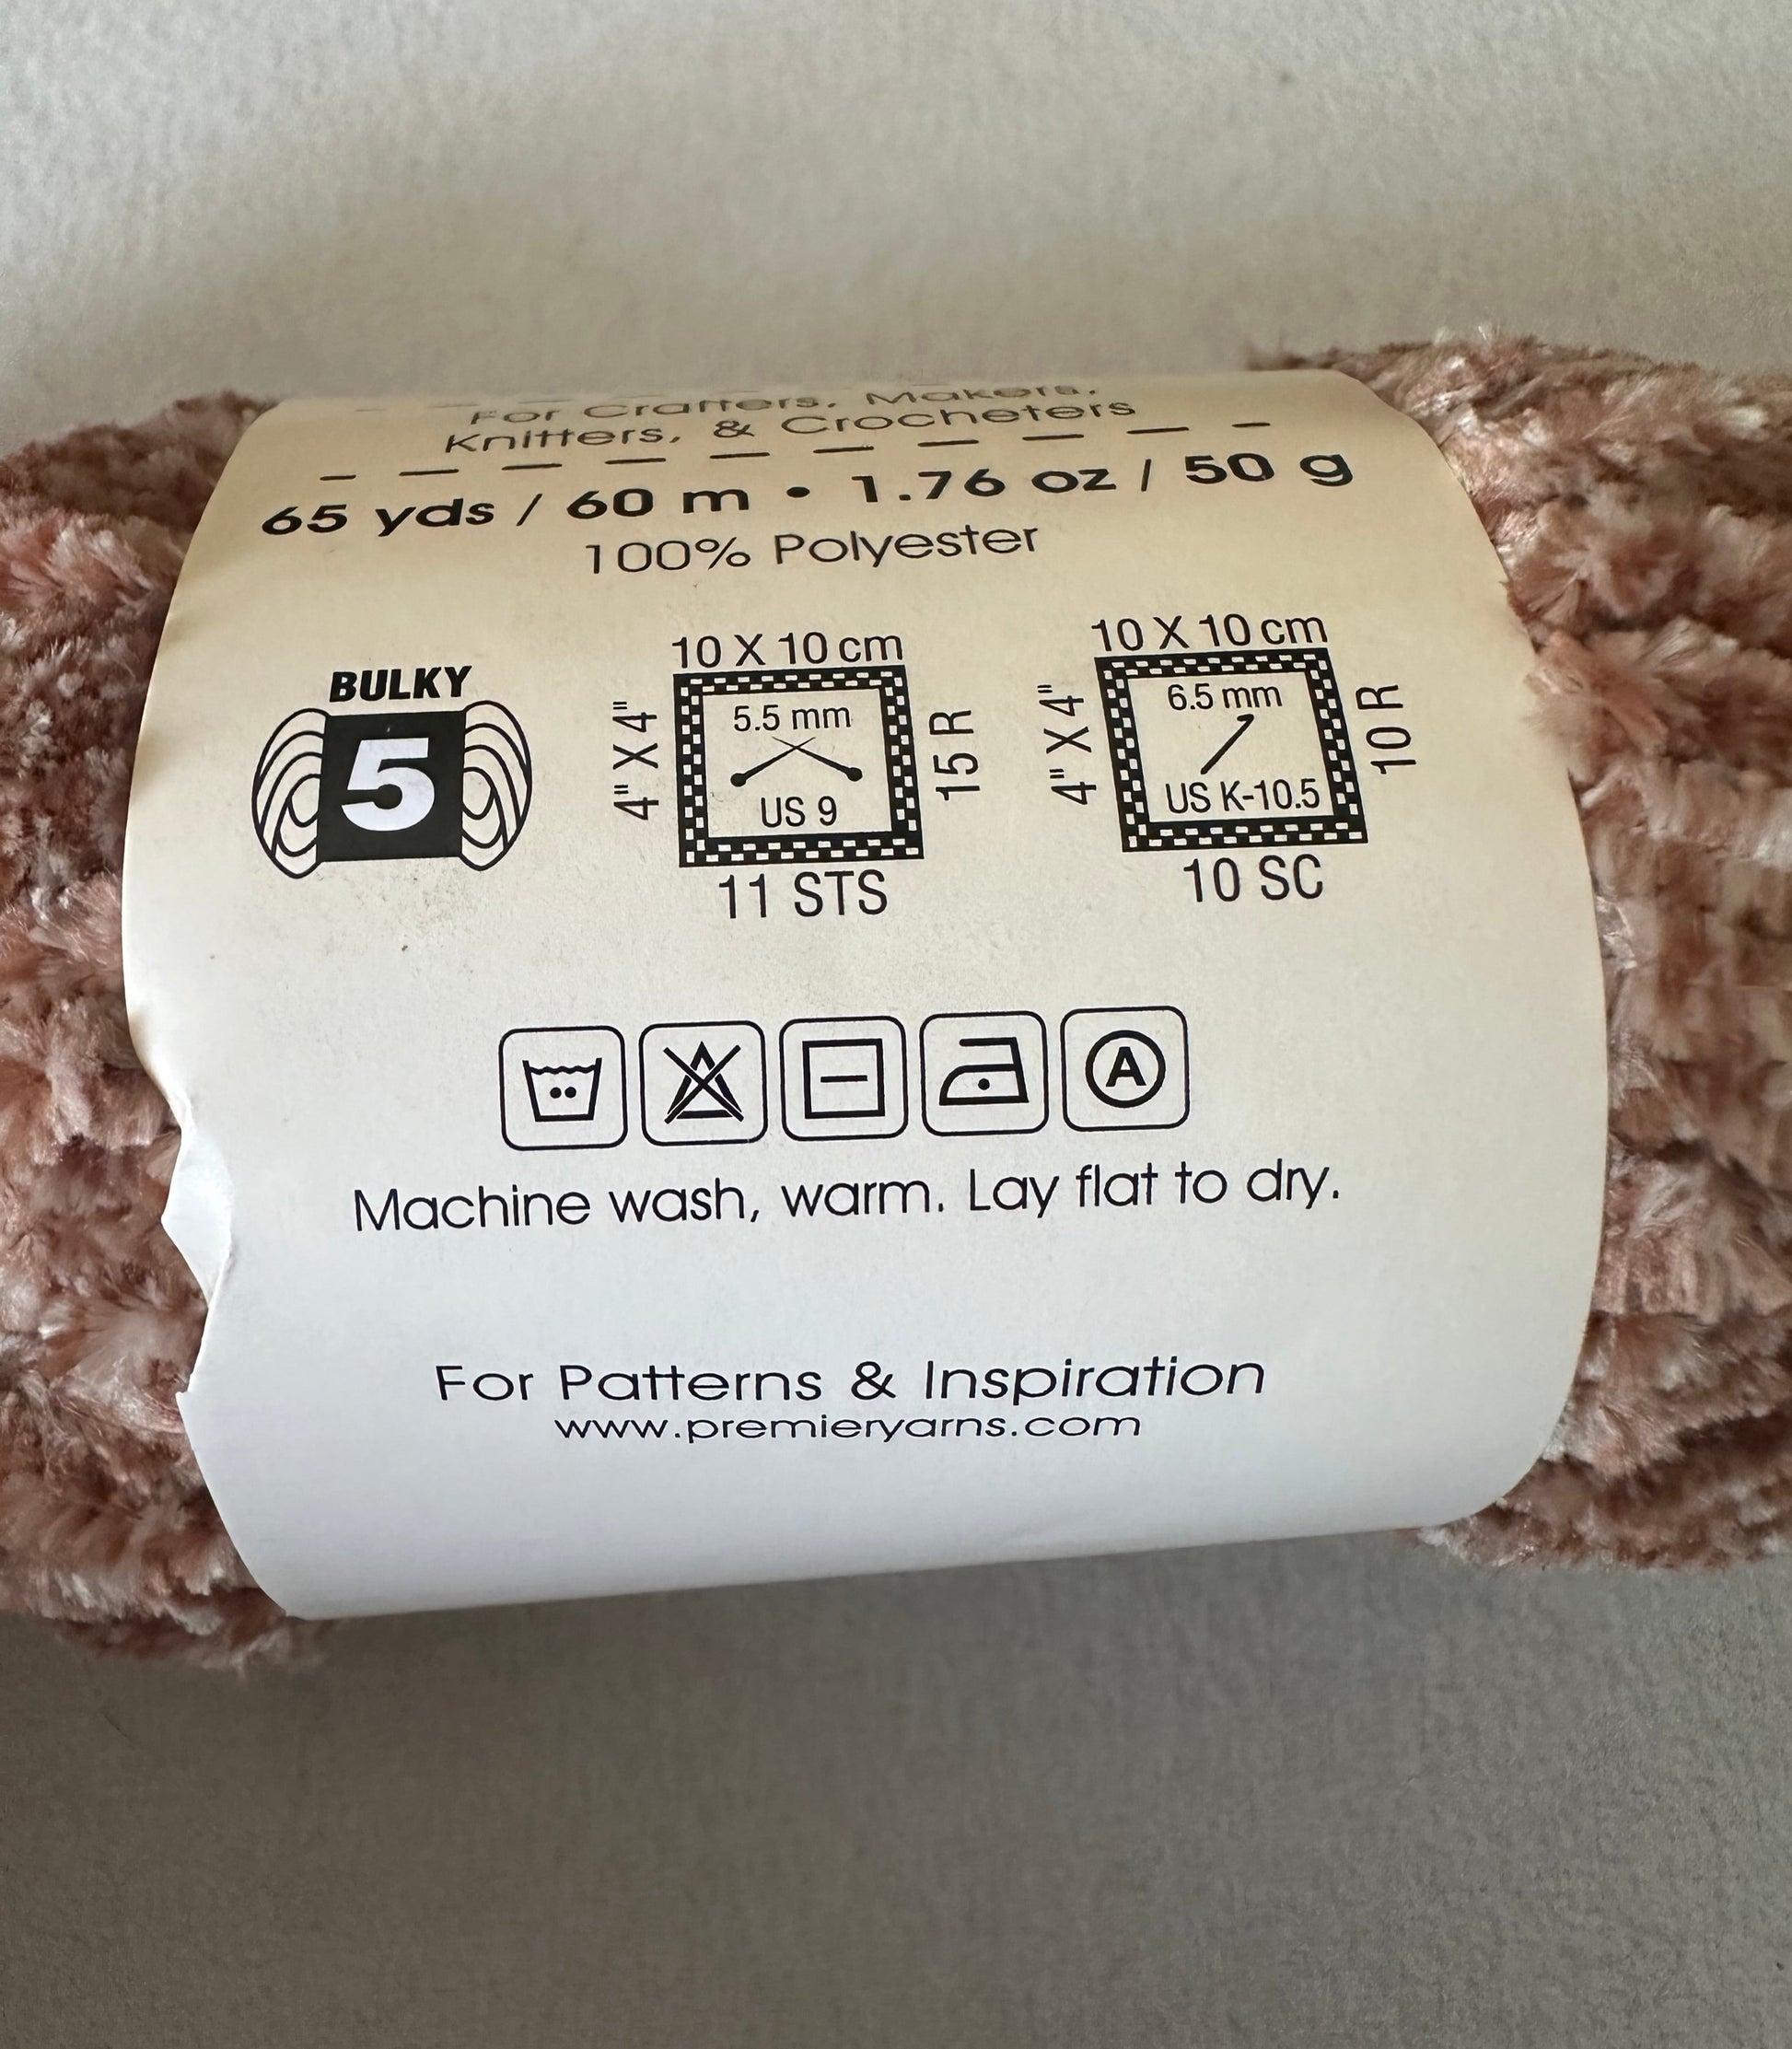 For Crafters, Makers,
Knitters, & Crocheters
65 yds / 60 m • 1.76 oz / 50 g
100% Polyester
BULKY
5
10 X 10 cm
4" X 4"
5.5 mm
US 9
15 R
11 STS
10 X 10 cm
4" X 4"
6.5 mm
US K-10.5
10 R
10 SC
A
Machine wash, warm. Lay flat to dry.
For Patterns & Inspiration
www.premieryarns.com